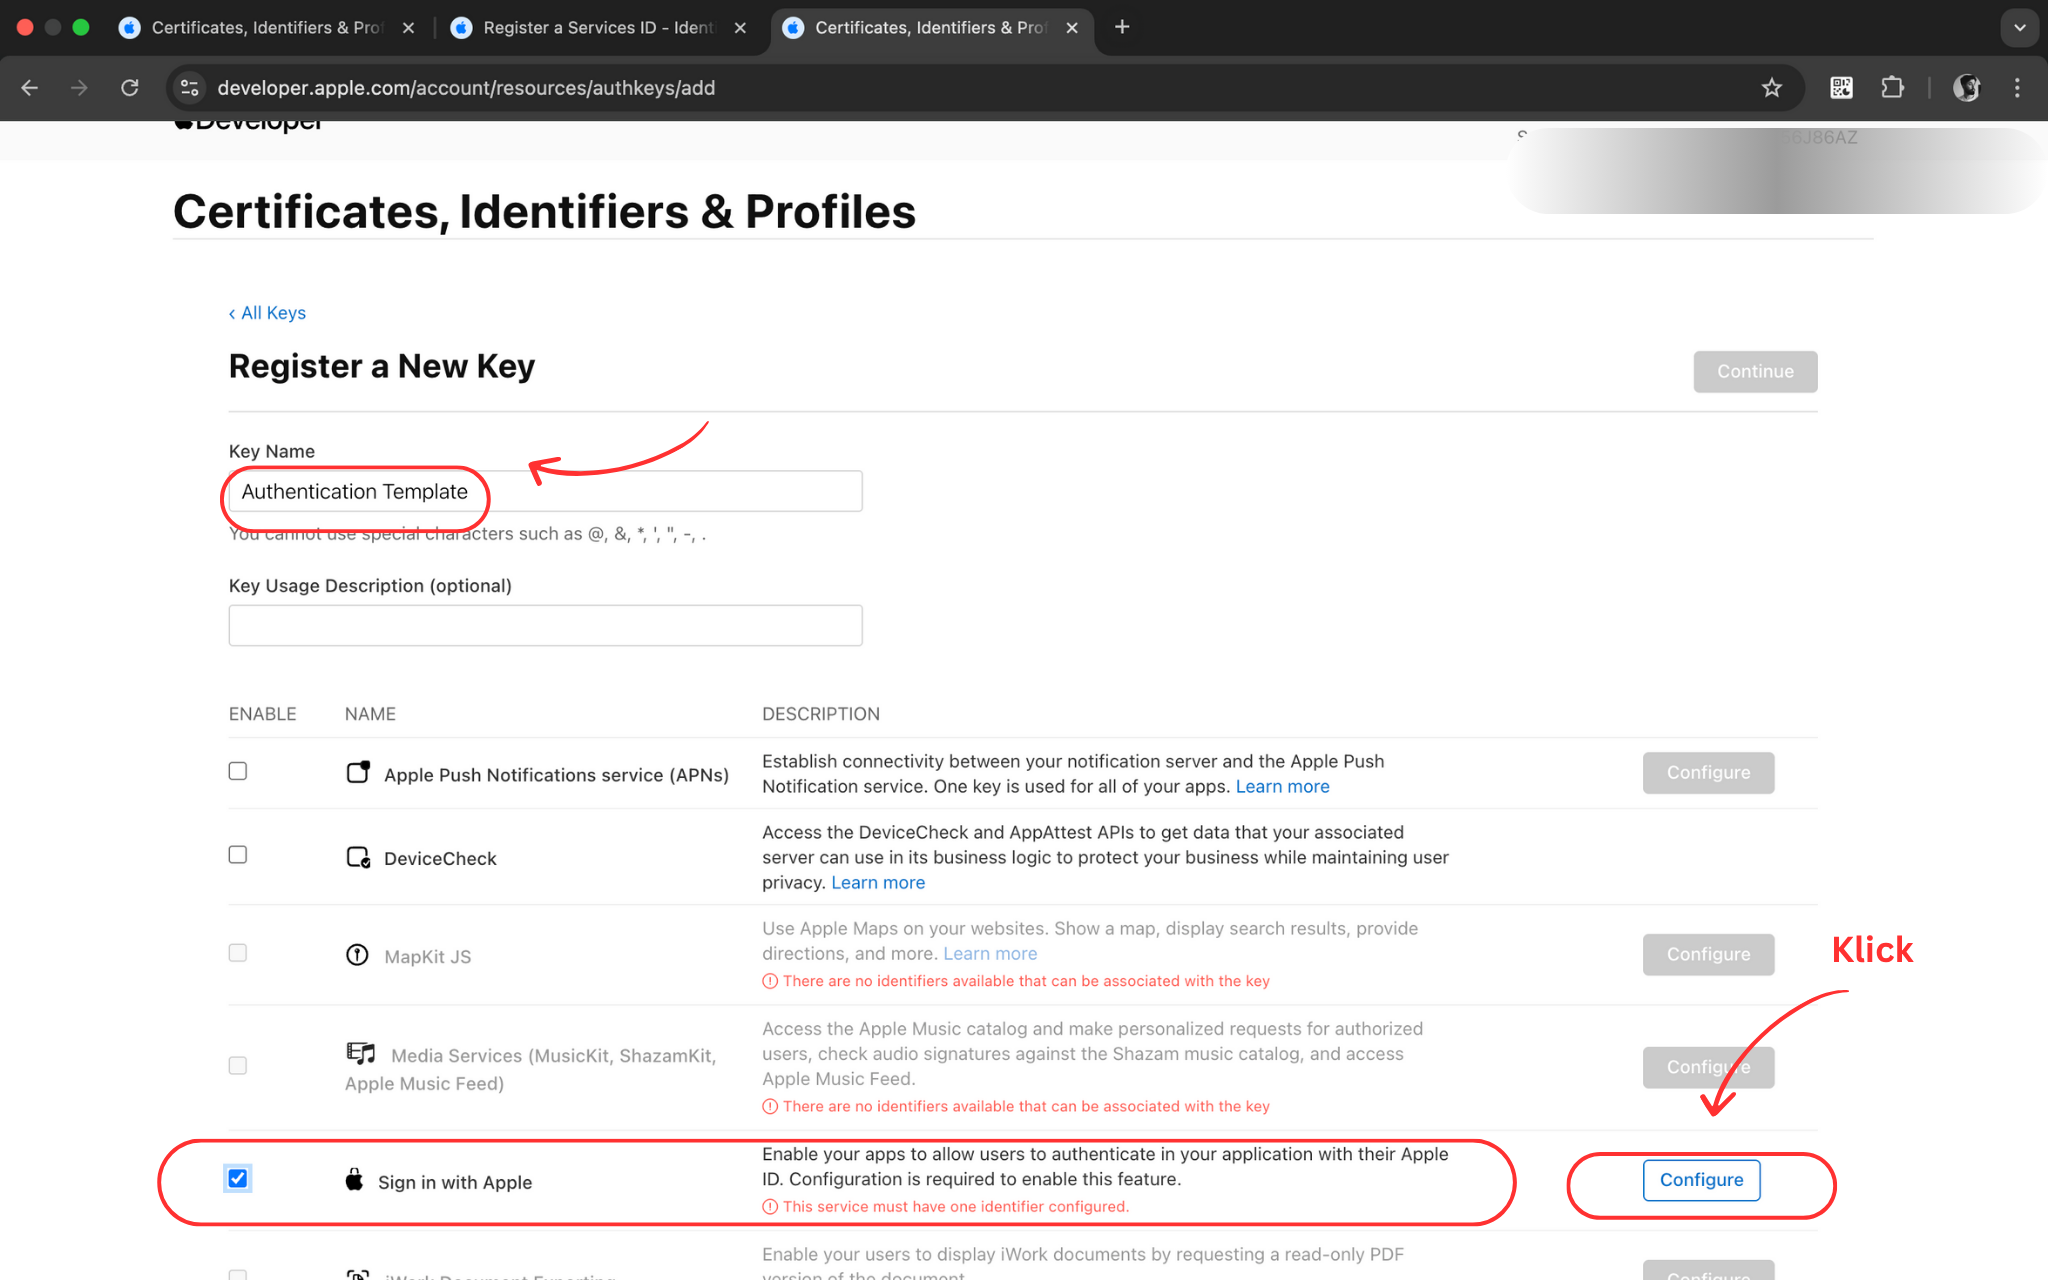 Certificates, Identifiers & Prof
Register a Services ID - Ident
Certificates, Identifiers & Prof
developer.apple.com/account/resources/authkeys/add
Developer
6J86AZ
Certificates, Identifiers & Profiles
‹ All Keys
Register a New Key
Continue
Key Name
Authentication Template
You cannot use special characters such as @, &, *, ', ", -, .
Key Usage Description (optional)
ENABLE NAME DESCRIPTION
Apple Push Notifications service (APNs)
Establish connectivity between your notification server and the Apple Push
Notification service. One key is used for all of your apps. Learn more
Configure
DeviceCheck
Access the DeviceCheck and AppAttest APIs to get data that your associated
server can use in its business logic to protect your business while maintaining user
privacy. Learn more
MapKit JS
Use Apple Maps on your websites. Show a map, display search results, provide
directions, and more. Learn more
There are no identifiers available that can be associated with the key
Configure
Klick
Media Services (MusicKit, ShazamKit,
Apple Music Feed)
Access the Apple Music catalog and make personalized requests for authorized
users, check audio signatures against the Shazam music catalog, and access
Apple Music Feed.
There are no identifiers available that can be associated with the key
Configure
Sign in with Apple
Enable your apps to allow users to authenticate in your application with their Apple
ID. Configuration is required to enable this feature.
This service must have one identifier configured.
Configure
iWork Document Exporting
Enable your users to display iWork documents by requesting a read-only PDF
version of the document.
Configure